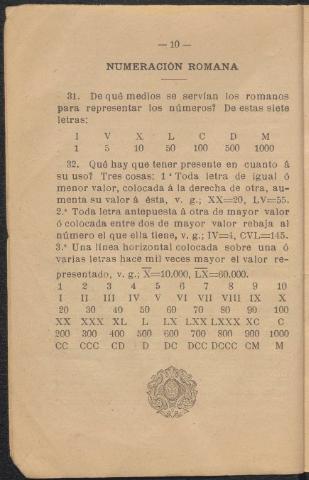 — 10 —
NUMERACIÓN ROMANA
31. De qué medios se servían los romanos
para representar los números? De estas siete
letras:
I V X L C D M
1 5 10 50 100 500 1000
32. Qué hay que tener presente en cuanto á
su uso? Tres cosas: 1ª Toda letra de igual ó
menor valor, colocada á la derecha de otra, au-
menta su valor á ésta, v. g.; XX=20, LV=55.
2.ª Toda letra antepuesta á otra de mayor valor
ó colocada entre dos de mayor valor rebaja al
número el que ella tiene, v. g.; IV=4, CVL=145.
3.ª Una línea horizontal colocada sobre una ó
varias letras hace mil veces mayor el valor re-
presentado, v. g.; X̅=10.000, L̅X̅=60.000.
1 2 3 4 5 6 7 8 9 10
I II III IV V VI VII VIII IX X
20 30 40 50 60 70 80 90 100
XX XXX XL L LX LXX LXXX XC C
200 300 400 500 600 700 800 900 1000
CC CCC CD D DC DCC DCCC CM M